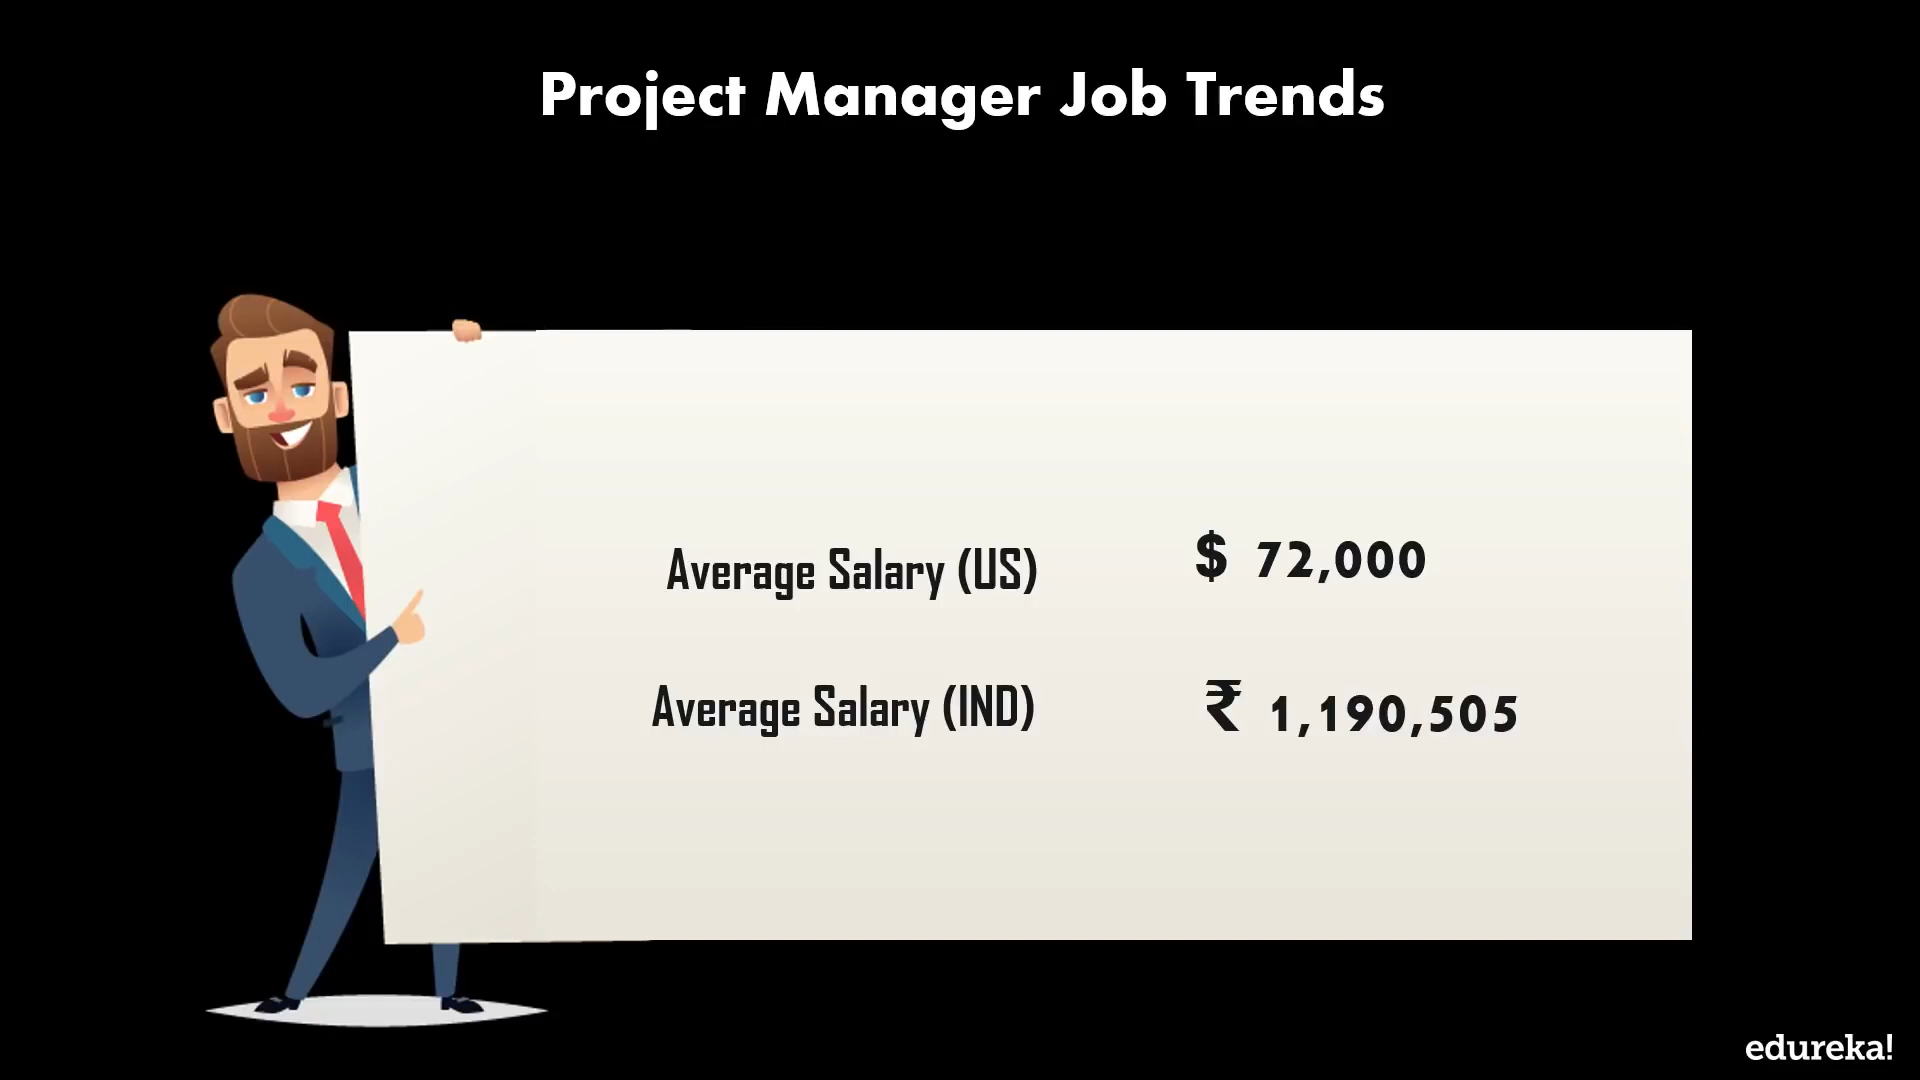 Project Manager Job Trends
Average Salary (US) $ 72,000
Average Salary (IND) ₹ 1,190,505
edureka!